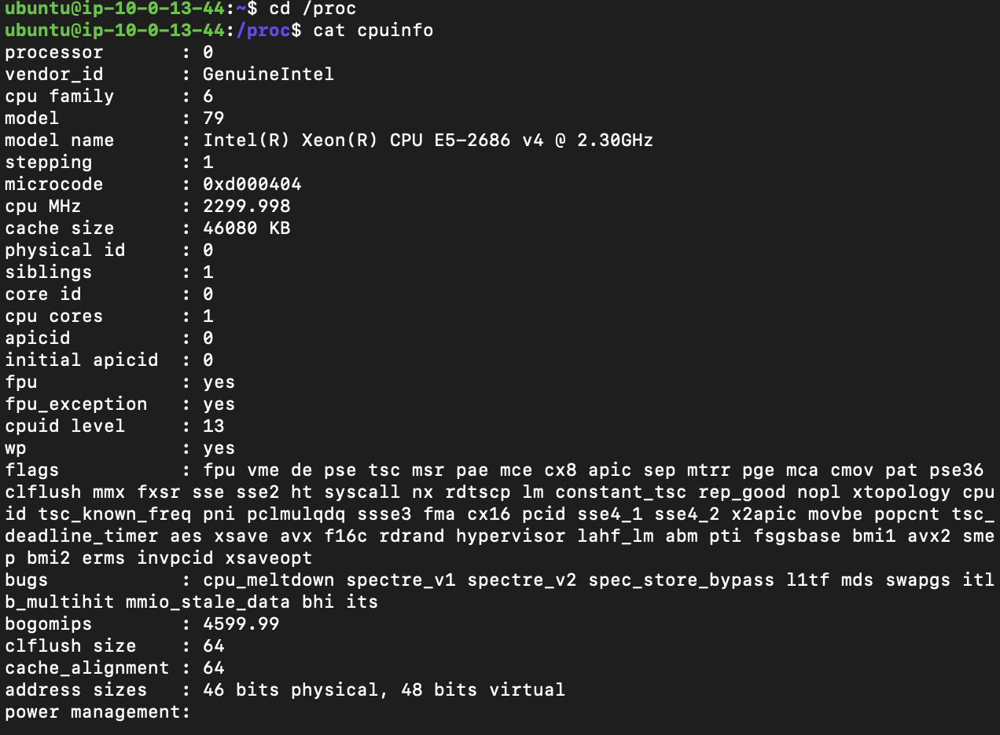 ubuntu@ip-10-0-13-44:~$ cd /proc
ubuntu@ip-10-0-13-44:/proc$ cat cpuinfo
processor       : 0
vendor_id       : GenuineIntel
cpu family      : 6
model           : 79
model name      : Intel(R) Xeon(R) CPU E5-2686 v4 @ 2.30GHz
stepping        : 1
microcode       : 0xd000404
cpu MHz         : 2299.998
cache size      : 46080 KB
physical id     : 0
siblings        : 1
core id         : 0
cpu cores       : 1
apicid          : 0
initial apicid  : 0
fpu             : yes
fpu_exception   : yes
cpuid level     : 13
wp              : yes
flags           : fpu vme de pse tsc msr pae mce cx8 apic sep mtrr pge mca cmov pat pse36
clflush mmx fxsr sse sse2 ht syscall nx rdtscp lm constant_tsc rep_good nopl xtopology cpu
id tsc_known_freq pni pclmulqdq ssse3 fma cx16 pcid sse4_1 sse4_2 x2apic movbe popcnt tsc_
deadline_timer aes xsave avx f16c rdrand hypervisor lahf_lm abm pti fsgsbase bmi1 avx2 sme
p bmi2 erms invpcid xsaveopt
bugs            : cpu_meltdown spectre_v1 spectre_v2 spec_store_bypass l1tf mds swapgs itl
b_multihit mmio_stale_data bhi its
bogomips        : 4599.99
clflush size    : 64
cache_alignment : 64
address sizes   : 46 bits physical, 48 bits virtual
power management: